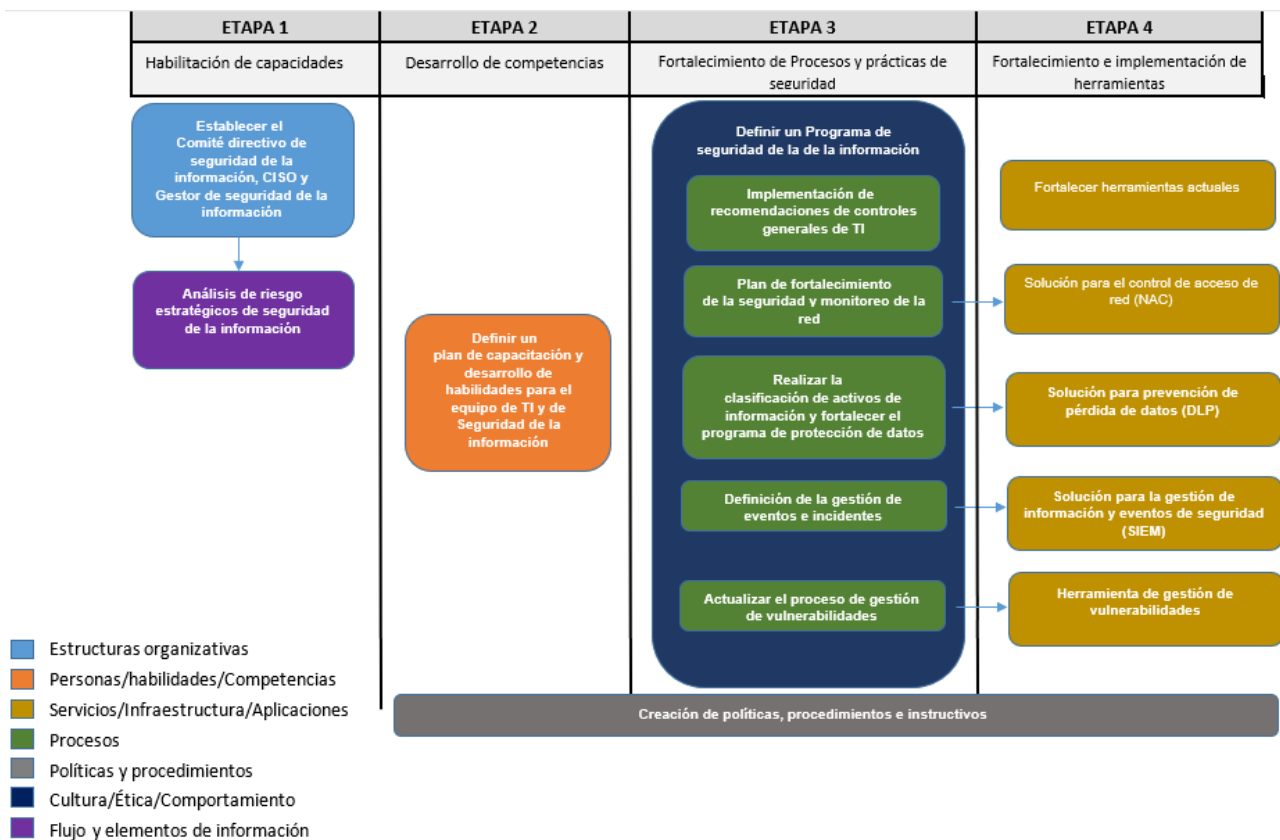 ETAPA 1
ETAPA 2
ETAPA 3
ETAPA 4
Habilitación de capacidades
Desarrollo de competencias
Fortalecimiento de Procesos y prácticas de
seguridad
Fortalecimiento e implementación de
herramientas
Establecer el
Comité directivo de
seguridad de la
información, CISO y
Gestor de seguridad de la
información
Análisis de riesgo
estratégicos de seguridad
de la información
Definir un
plan de capacitación y
desarrollo de
habilidades para el
equipo de TI y de
Seguridad de la
información
Definir un Programa de
seguridad de la de la información
Implementación de
recomendaciones de controles
generales de TI
Plan de fortalecimiento
de la seguridad y monitoreo de la
red
Realizar la
clasificación de activos de
información y fortalecer el
programa de protección de datos
Definición de la gestión de
eventos e incidentes
Actualizar el proceso de gestión
de vulnerabilidades
Fortalecer herramientas actuales
Solución para el control de acceso de
red (NAC)
Solución para prevención de
pérdida de datos (DLP)
Solución para la gestión de
información y eventos de seguridad
(SIEM)
Herramienta de gestión de
vulnerabilidades
Creación de políticas, procedimientos e instructivos
Estructuras organizativas
Personas/habilidades/Competencias
Servicios/Infraestructura/Aplicaciones
Procesos
Políticas y procedimientos
Cultura/Ética/Comportamiento
Flujo y elementos de información